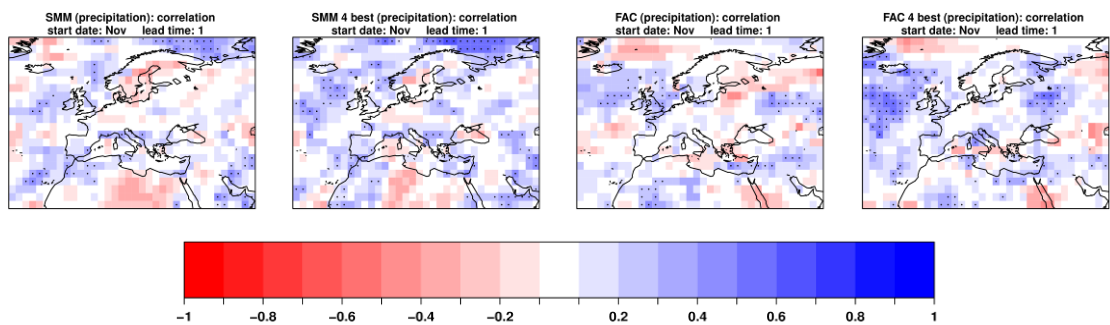 SMM (precipitation): correlation
start date: Nov lead time: 1
SMM 4 best (precipitation): correlation
start date: Nov lead time: 1
FAC (precipitation): correlation
start date: Nov lead time: 1
FAC 4 best (precipitation): correlation
start date: Nov lead time: 1
−1 −0.8 −0.6 −0.4 −0.2 0.2 0.4 0.6 0.8 1